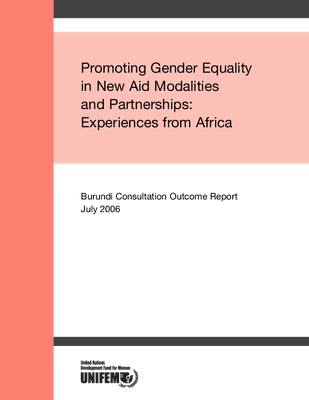 Promoting Gender Equality
in New Aid Modalities
and Partnerships:
Experiences from Africa
Burundi Consultation Outcome Report
July 2006
United Nations
Development Fund for Women
UNIFEM